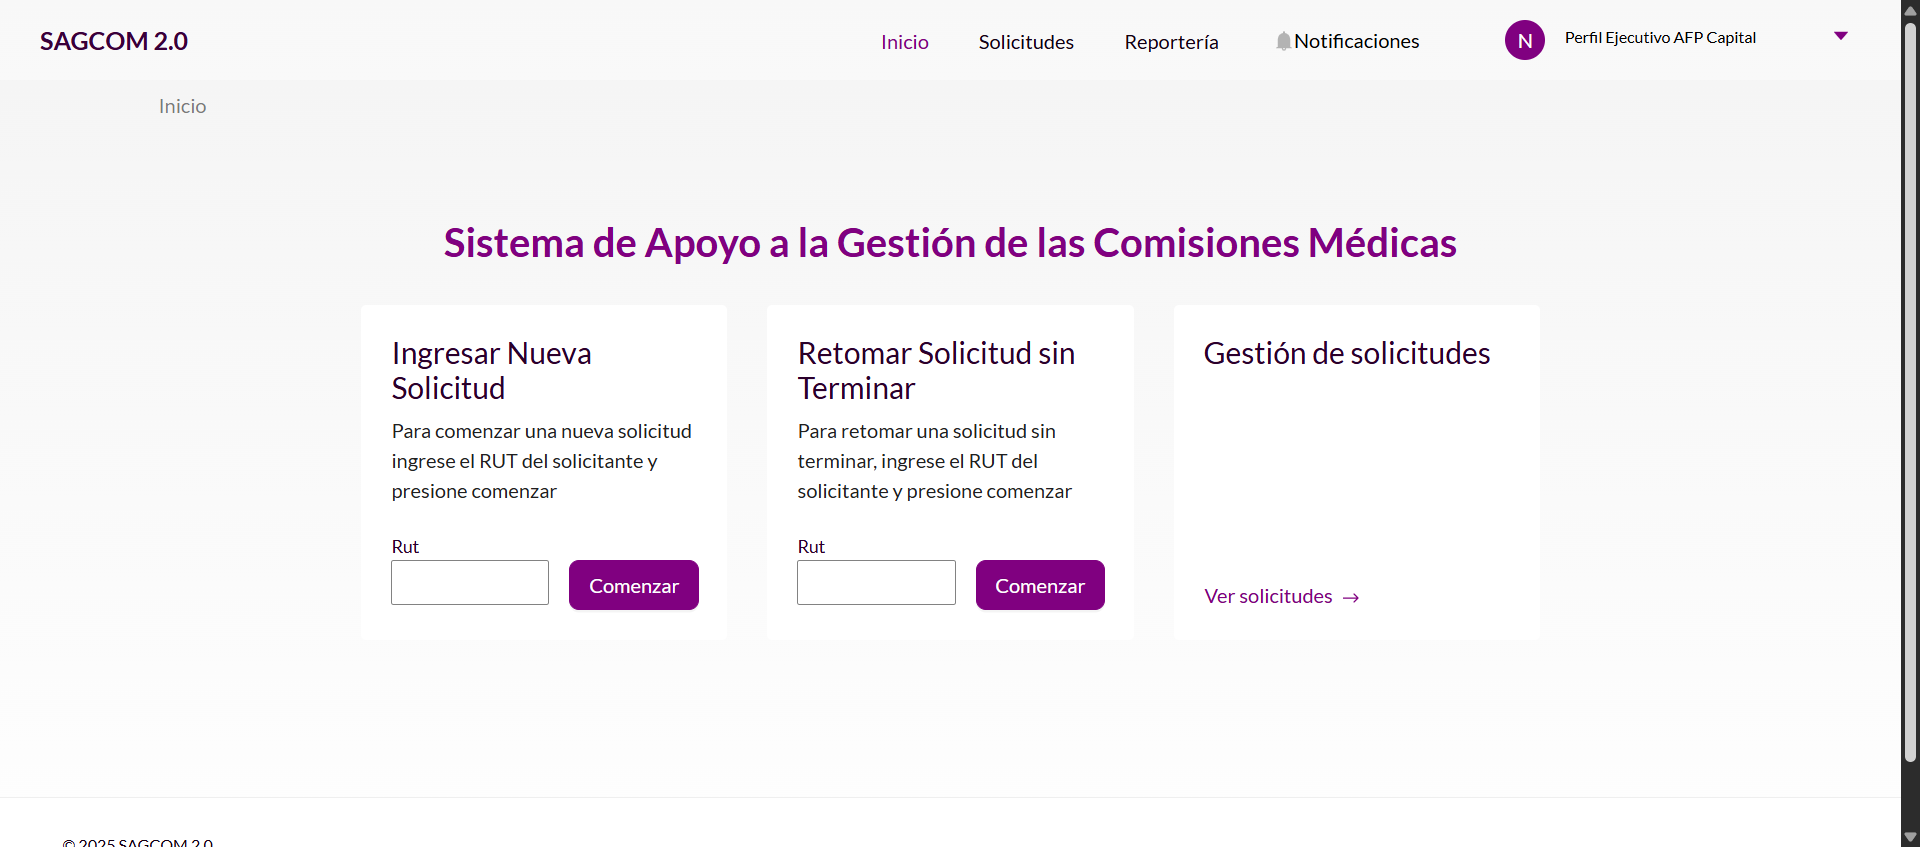 SAGCOM 2.0
Inicio
Solicitudes
Reportería
Notificaciones
N
Perfil Ejecutivo AFP Capital
Inicio
Sistema de Apoyo a la Gestión de las Comisiones Médicas
Ingresar Nueva
Solicitud
Para comenzar una nueva solicitud
ingrese el RUT del solicitante y
presione comenzar
Rut
Comenzar
Retomar Solicitud sin
Terminar
Para retomar una solicitud sin
terminar, ingrese el RUT del
solicitante y presione comenzar
Rut
Comenzar
Gestión de solicitudes
Ver solicitudes →
© 2025 SAGCOM 2.0